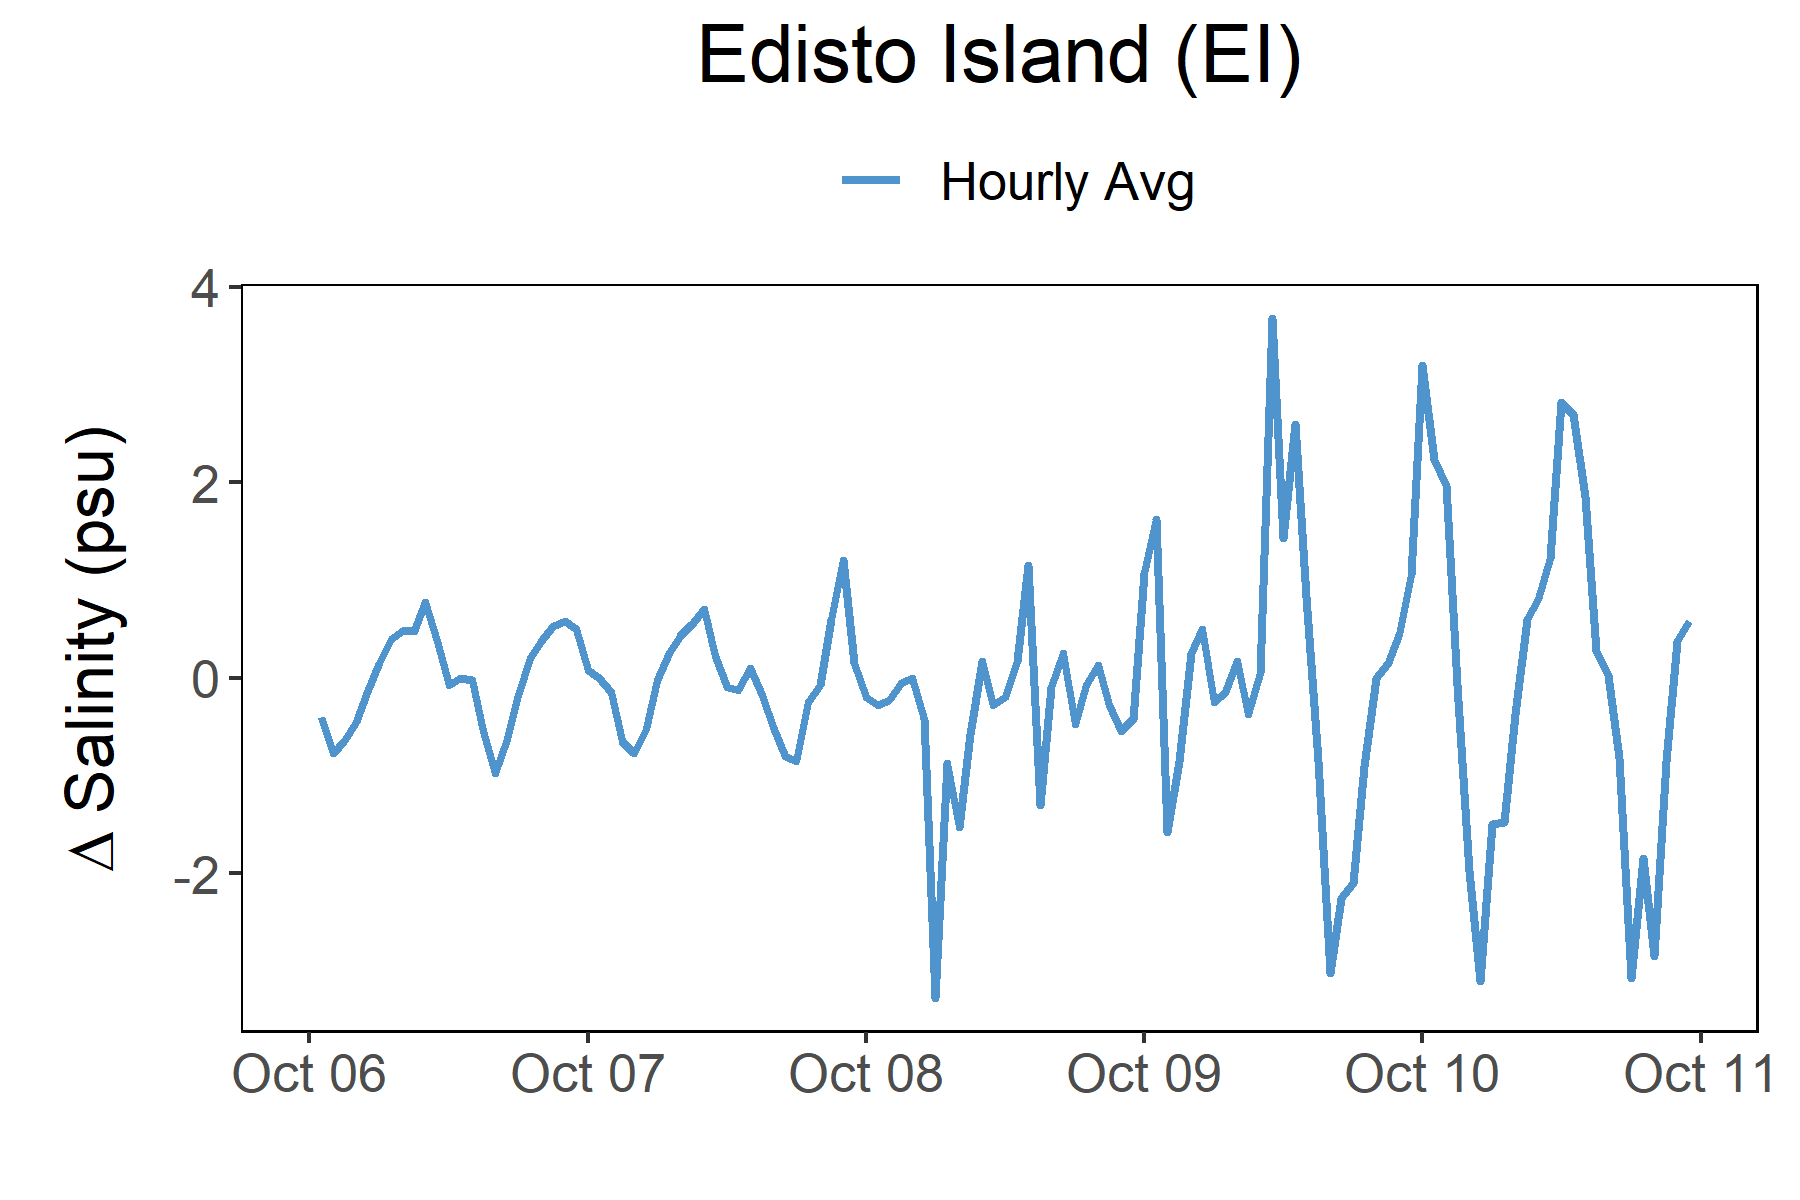 Edisto Island (EI)
Hourly Avg
Δ Salinity (psu)
4
2
0
-2
Oct 06
Oct 07
Oct 08
Oct 09
Oct 10
Oct 11